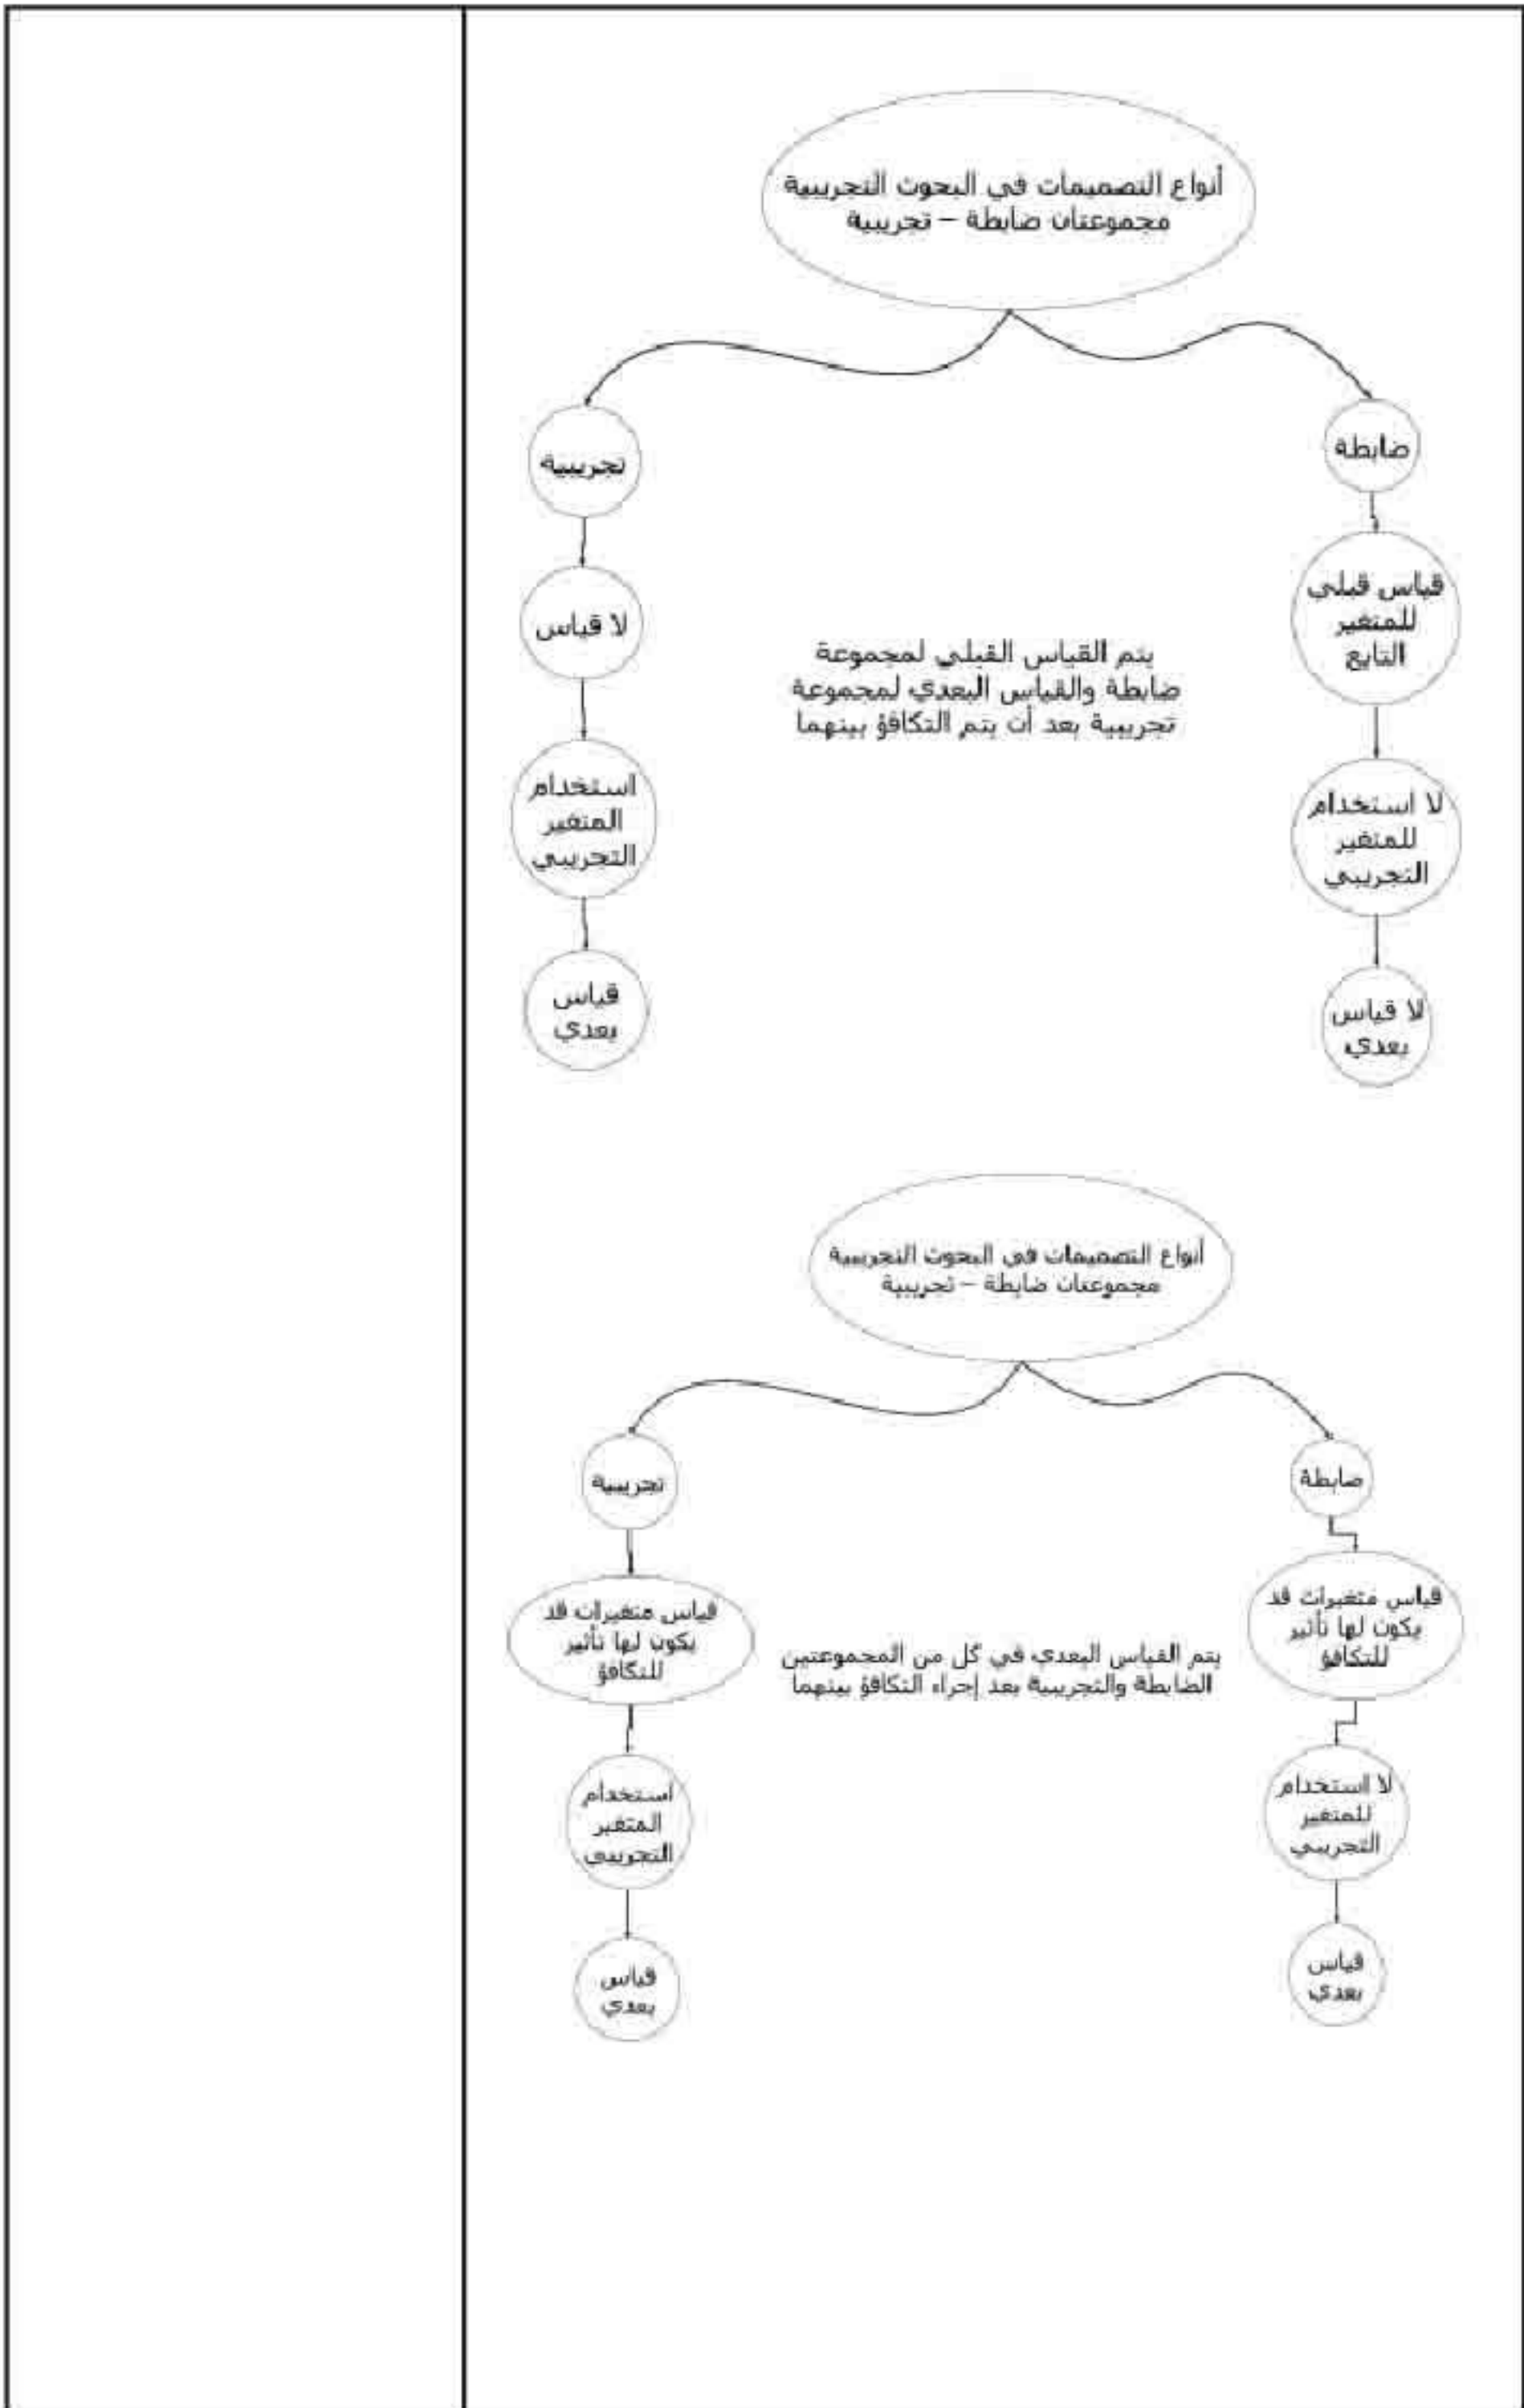 أنواع التصميمات في البحوث التجريبية
مجموعتان ضابطة – تجريبية
ضابطة
تجريبية
قياس قبلي
للمتغير
التابع
لا قياس
يتم القياس القبلي لمجموعة
ضابطة والقياس البعدي لمجموعة
تجريبية بعد أن يتم التكافؤ بينهما
لا استخدام
للمتغير
التجريبي
استخدام
المتغير
التجريبي
لا قياس
بعدي
قياس
بعدي
أنواع التصميمات في البحوث التجريبية
مجموعتان ضابطة – تجريبية
ضابطة
تجريبية
قياس متغيرات قد
يكون لها تأثير
للتكافؤ
قياس متغيرات قد
يكون لها تأثير
للتكافؤ
يتم القياس البعدي في كل من المجموعتين
الضابطة والتجريبية بعد إجراء التكافؤ بينهما
لا استخدام
للمتغير
التجريبي
استخدام
المتغير
التجريبي
قياس
بعدي
قياس
بعدي